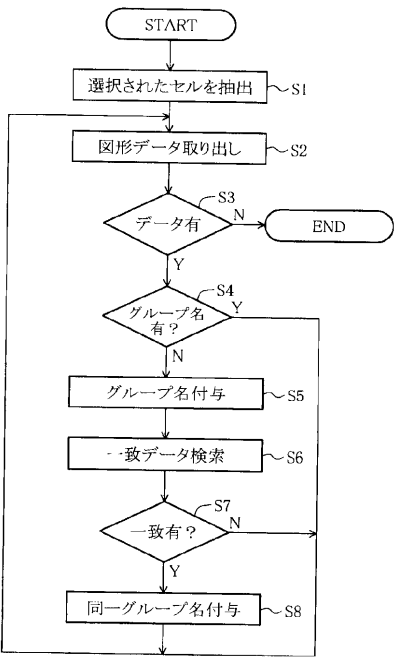 START
選択されたセルを抽出
S1
図形データ取り出し
S2
S3
データ有
N
END
Y
S4
グループ名
有？
Y
N
グループ名付与
S5
一致データ検索
S6
S7
一致有？
N
Y
同一グループ名付与
S8